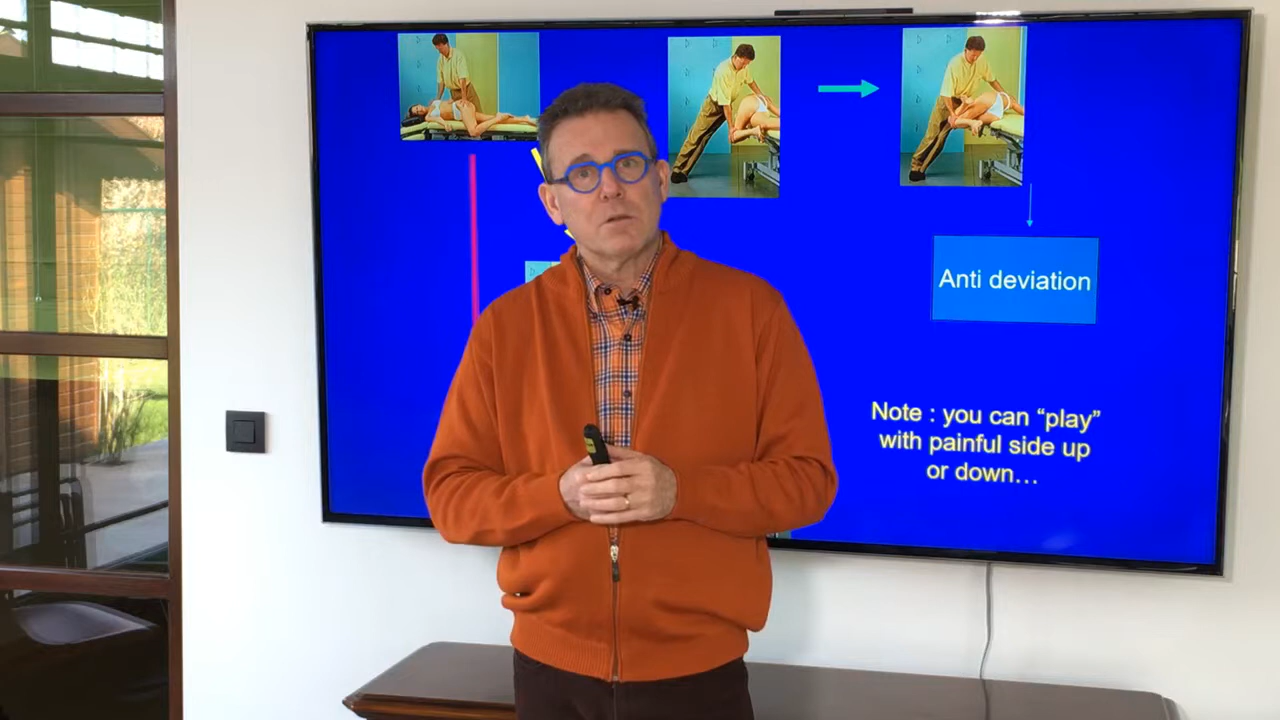 Anti deviation
Note : you can “play”
with painful side up
or down…